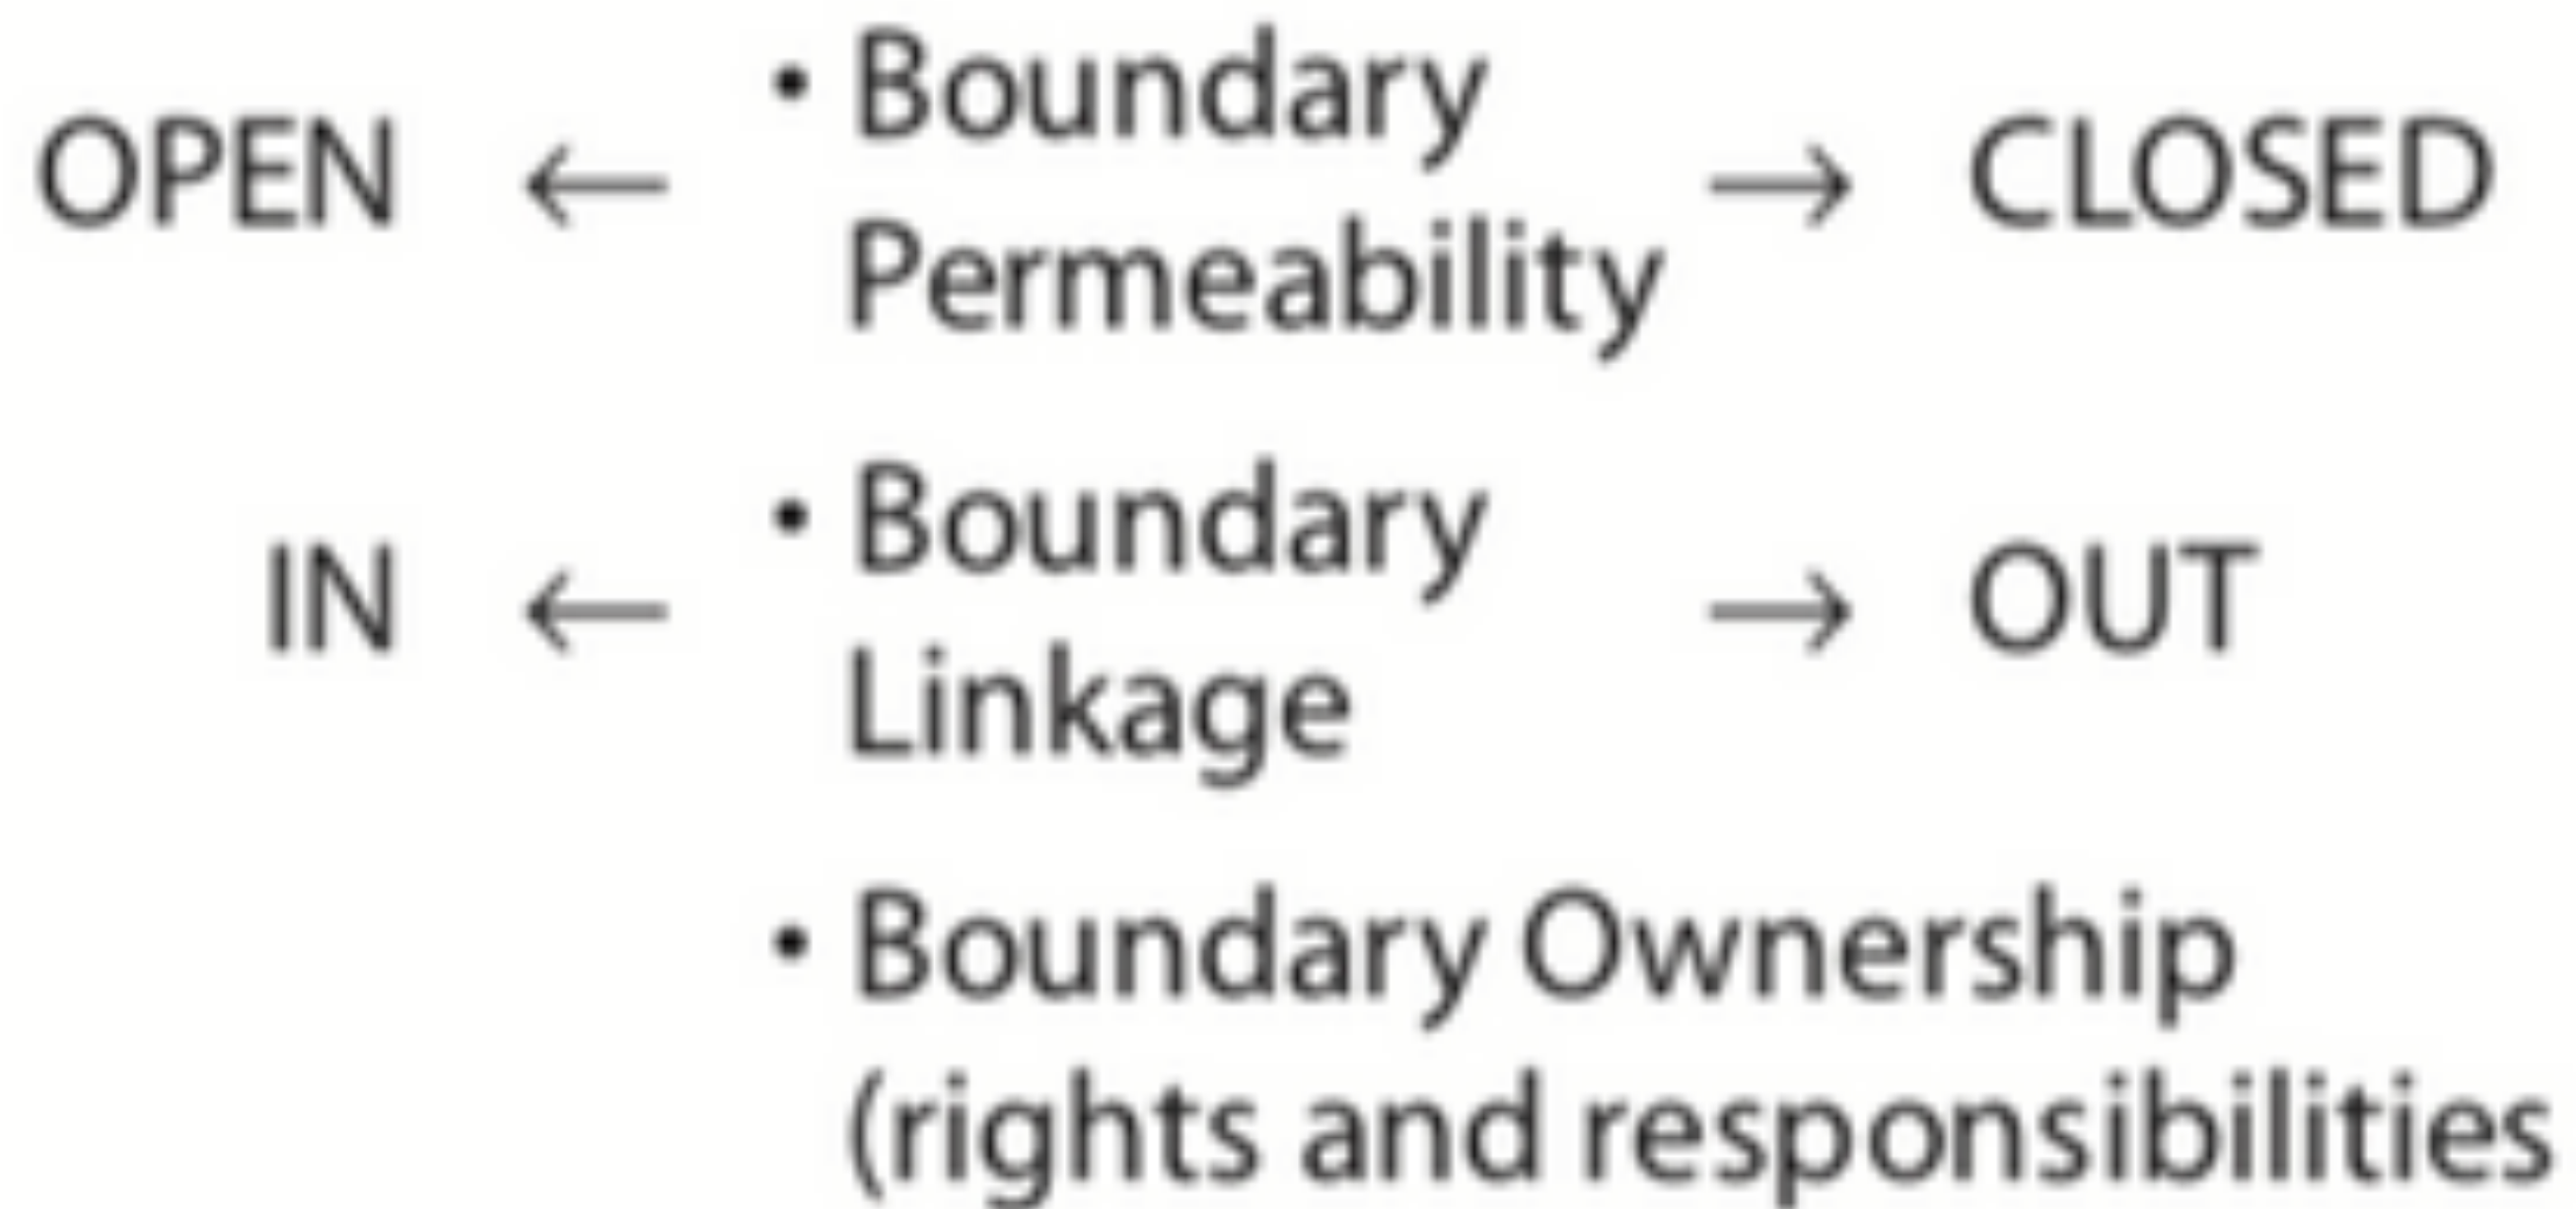 • Boundary
OPEN ← Permeability → CLOSED
• Boundary
IN ← Linkage → OUT
• Boundary Ownership
(rights and responsibilities